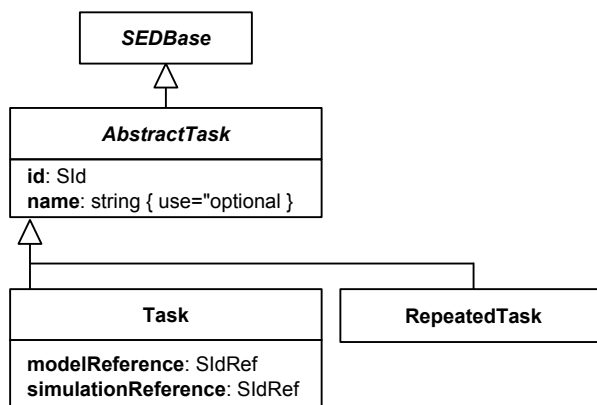 SEDBase
AbstractTask
id: SId
name: string { use="optional }
Task
modelReference: SIdRef
simulationReference: SIdRef
RepeatedTask